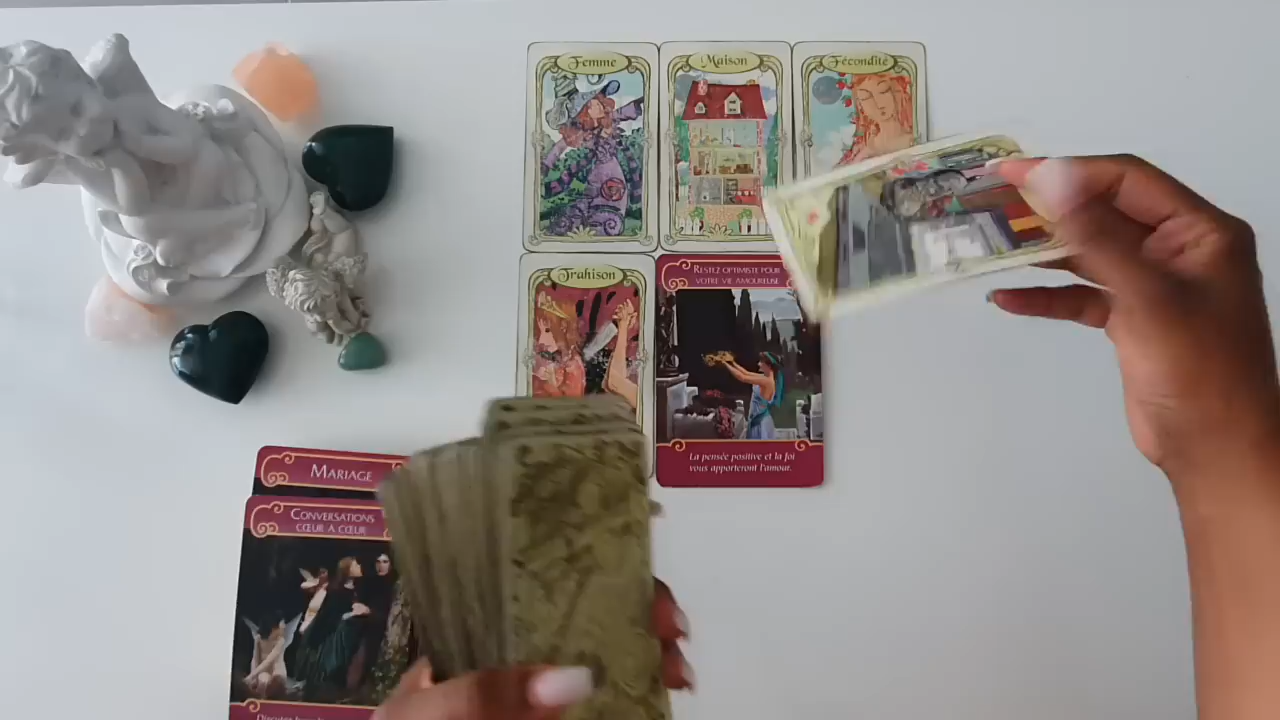 Femme
Maison
Fécondité
Trahison
RESTEZ OPTIMISTE POUR
VOTRE VIE AMOUREUSE
La pensée positive et la foi
vous apporteront l'amour.
MARIAGE
CONVERSATIONS
CŒUR À CŒUR